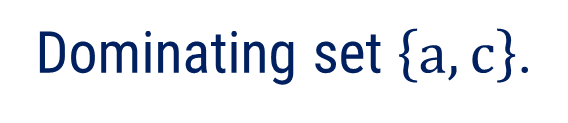 Dominating set {a, c}.